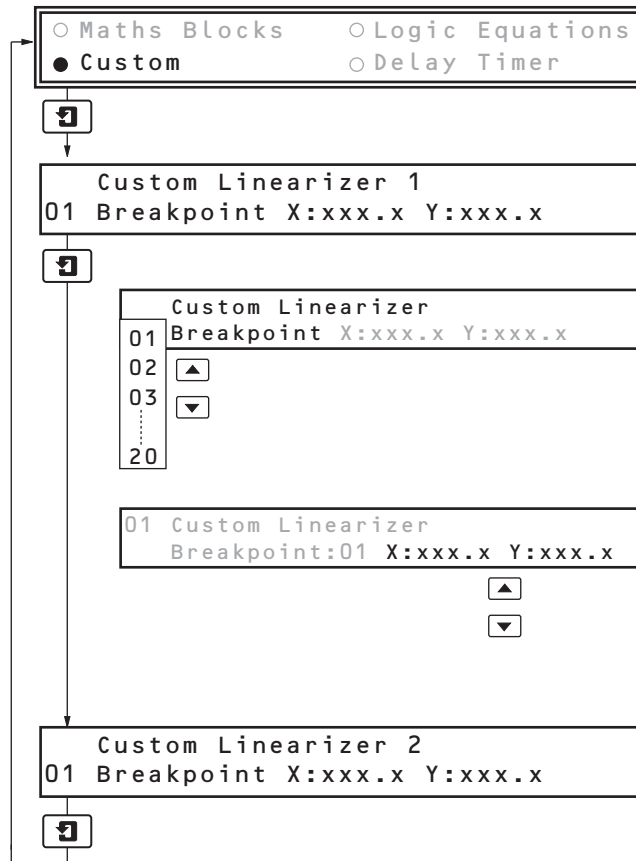 Maths Blocks Logic Equations
Custom Delay Timer
Custom Linearizer 1
01 Breakpoint X:xxx.x Y:xxx.x
Custom Linearizer
01 Breakpoint X:xxx.x Y:xxx.x
02
03
20
01 Custom Linearizer
Breakpoint:01 X:xxx.x Y:xxx.x
Custom Linearizer 2
01 Breakpoint X:xxx.x Y:xxx.x